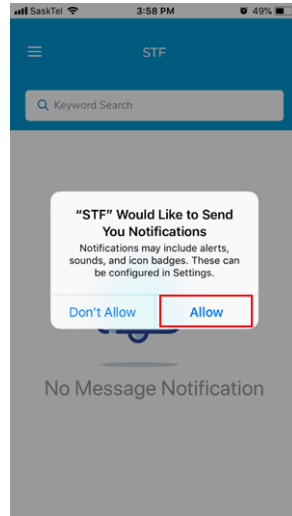 SaskTel 3:58 PM 49%
STF
Keyword Search
“STF” Would Like to Send
You Notifications
Notifications may include alerts,
sounds, and icon badges. These can
be configured in Settings.
Don't Allow Allow
No Message Notification